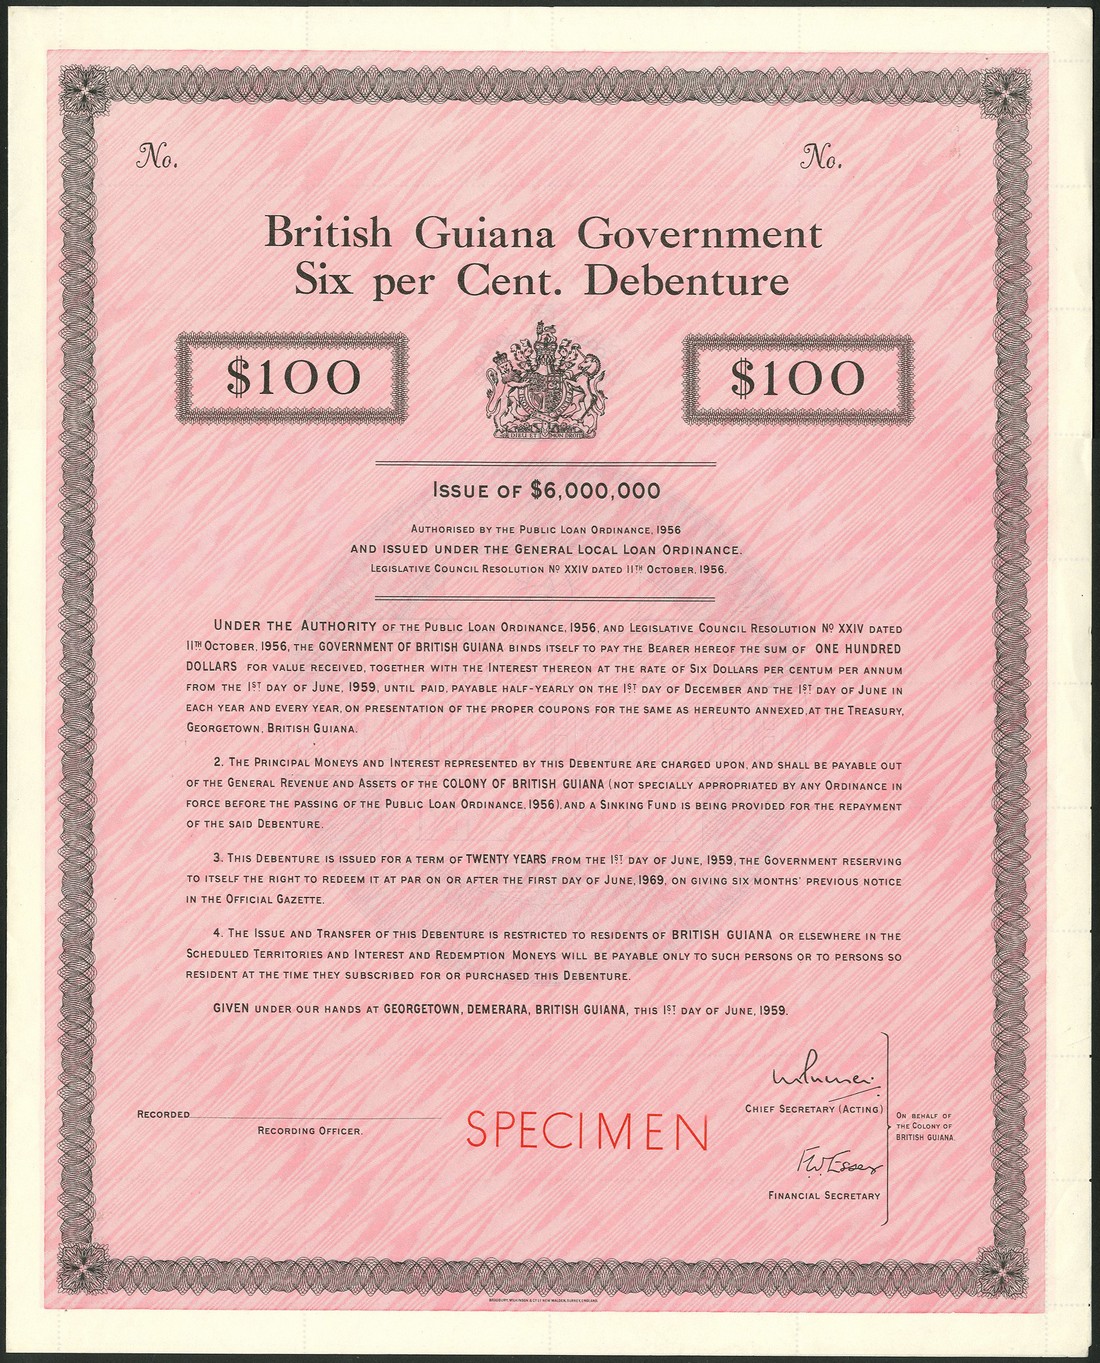 No.
No.
British Guiana Government
Six per Cent. Debenture
$100
$100
DIEU ET MON DROIT
ISSUE OF $6,000,000
AUTHORISED BY THE PUBLIC LOAN ORDINANCE, 1956
AND ISSUED UNDER THE GENERAL LOCAL LOAN ORDINANCE.
LEGISLATIVE COUNCIL RESOLUTION Nº XXIV DATED 11TH OCTOBER, 1956.
UNDER THE AUTHORITY OF THE PUBLIC LOAN ORDINANCE, 1956, AND LEGISLATIVE COUNCIL RESOLUTION Nº XXIV DATED
11TH OCTOBER, 1956, THE GOVERNMENT OF BRITISH GUIANA BINDS ITSELF TO PAY THE BEARER HEREOF THE SUM OF ONE HUNDRED
DOLLARS FOR VALUE RECEIVED, TOGETHER WITH THE INTEREST THEREON AT THE RATE OF SIX DOLLARS PER CENTUM PER ANNUM
FROM THE 1ST DAY OF JUNE, 1959, UNTIL PAID, PAYABLE HALF-YEARLY ON THE 1ST DAY OF DECEMBER AND THE 1ST DAY OF JUNE IN
EACH YEAR AND EVERY YEAR, ON PRESENTATION OF THE PROPER COUPONS FOR THE SAME AS HEREUNTO ANNEXED, AT THE TREASURY,
GEORGETOWN, BRITISH GUIANA.
2. THE PRINCIPAL MONEYS AND INTEREST REPRESENTED BY THIS DEBENTURE ARE CHARGED UPON, AND SHALL BE PAYABLE OUT
OF THE GENERAL REVENUE AND ASSETS OF THE COLONY OF BRITISH GUIANA (NOT SPECIALLY APPROPRIATED BY ANY ORDINANCE IN
FORCE BEFORE THE PASSING OF THE PUBLIC LOAN ORDINANCE, 1956), AND A SINKING FUND IS BEING PROVIDED FOR THE REPAYMENT
OF THE SAID DEBENTURE.
3. THIS DEBENTURE IS ISSUED FOR A TERM OF TWENTY YEARS FROM THE 1ST DAY OF JUNE, 1959, THE GOVERNMENT RESERVING
TO ITSELF THE RIGHT TO REDEEM IT AT PAR ON OR AFTER THE FIRST DAY OF JUNE, 1969, ON GIVING SIX MONTHS' PREVIOUS NOTICE
IN THE OFFICIAL GAZETTE.
4. THE ISSUE AND TRANSFER OF THIS DEBENTURE IS RESTRICTED TO RESIDENTS OF BRITISH GUIANA OR ELSEWHERE IN THE
SCHEDULED TERRITORIES AND INTEREST AND REDEMPTION MONEYS WILL BE PAYABLE ONLY TO SUCH PERSONS OR TO PERSONS SO
RESIDENT AT THE TIME THEY SUBSCRIBED FOR OR PURCHASED THIS DEBENTURE.
GIVEN UNDER OUR HANDS AT GEORGETOWN, DEMERARA, BRITISH GUIANA, THIS 1ST DAY OF JUNE, 1959.
CHIEF SECRETARY (ACTING)
RECORDED
RECORDING OFFICER.
SPECIMEN
ON BEHALF OF
THE COLONY OF
BRITISH GUIANA.
F.W. Essex
FINANCIAL SECRETARY
BRADBURY, WILKINSON & Cº Lº NEW MALDEN, SURREY, ENGLAND